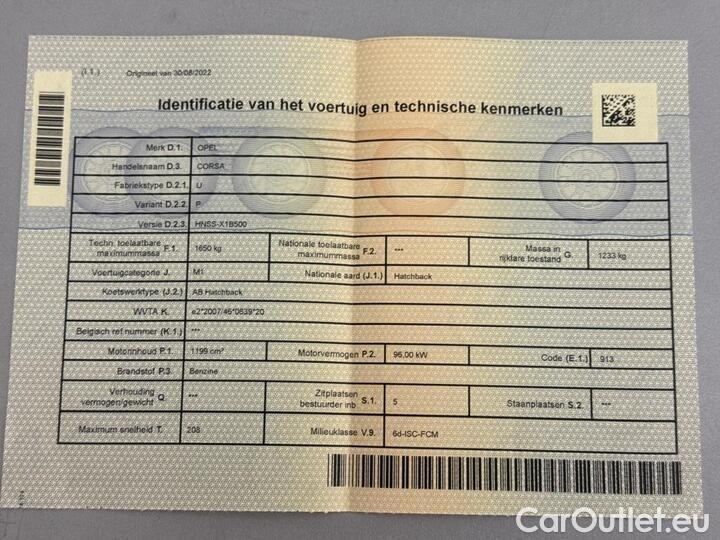 (I.1.) Origineel van 30/08/2022
Identificatie van het voertuig en technische kenmerken
Merk D.1. OPEL
Handelsnaam D.3. CORSA
Fabriekstype D.2.1. U
Variant D.2.2. P
Versie D.2.3. HNSS-X1B500
Techn. toelaatbare maximummassa F.1. 1650 kg Nationale toelaatbare maximummassa F.2. *** Massa in rijklare toestand G. 1233 kg
Voertuigcategorie J. M1 Nationale aard (J.1.) Hatchback
Koetswerktype (J.2.) AB Hatchback
WVTA K. e2*2007/46*0639*20
Belgisch ref nummer (K.1.) ***
Motorinhoud P.1. 1199 cm³ Motorvermogen P.2. 96,00 kW Code (E.1.) 913
Brandstof P.3. Benzine
Verhouding vermogen/gewicht Q. *** Zitplaatsen bestuurder inb. S.1. 5 Staanplaatsen S.2. ***
Maximum snelheid T. 208 Milieuklasse V.9. 6d-ISC-FCM
CarOutlet.eu